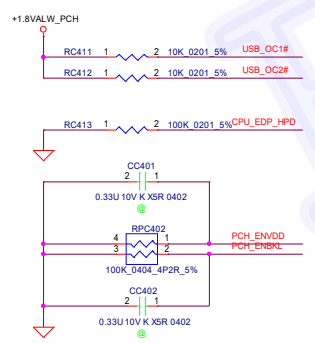 +1.8VALW_PCH
RC411 1 2 10K_0201_5% USB_OC1#
RC412 1 2 10K_0201_5% USB_OC2#
RC413 1 2 100K_0201_5% CPU_EDP_HPD
CC401
2 1
0.33U 10V K X5R 0402
@
RPC402
4 1 PCH_ENVDD
3 2 PCH_ENBKL
100K_0404_4P2R_5%
CC402
2 1
0.33U 10V K X5R 0402
@